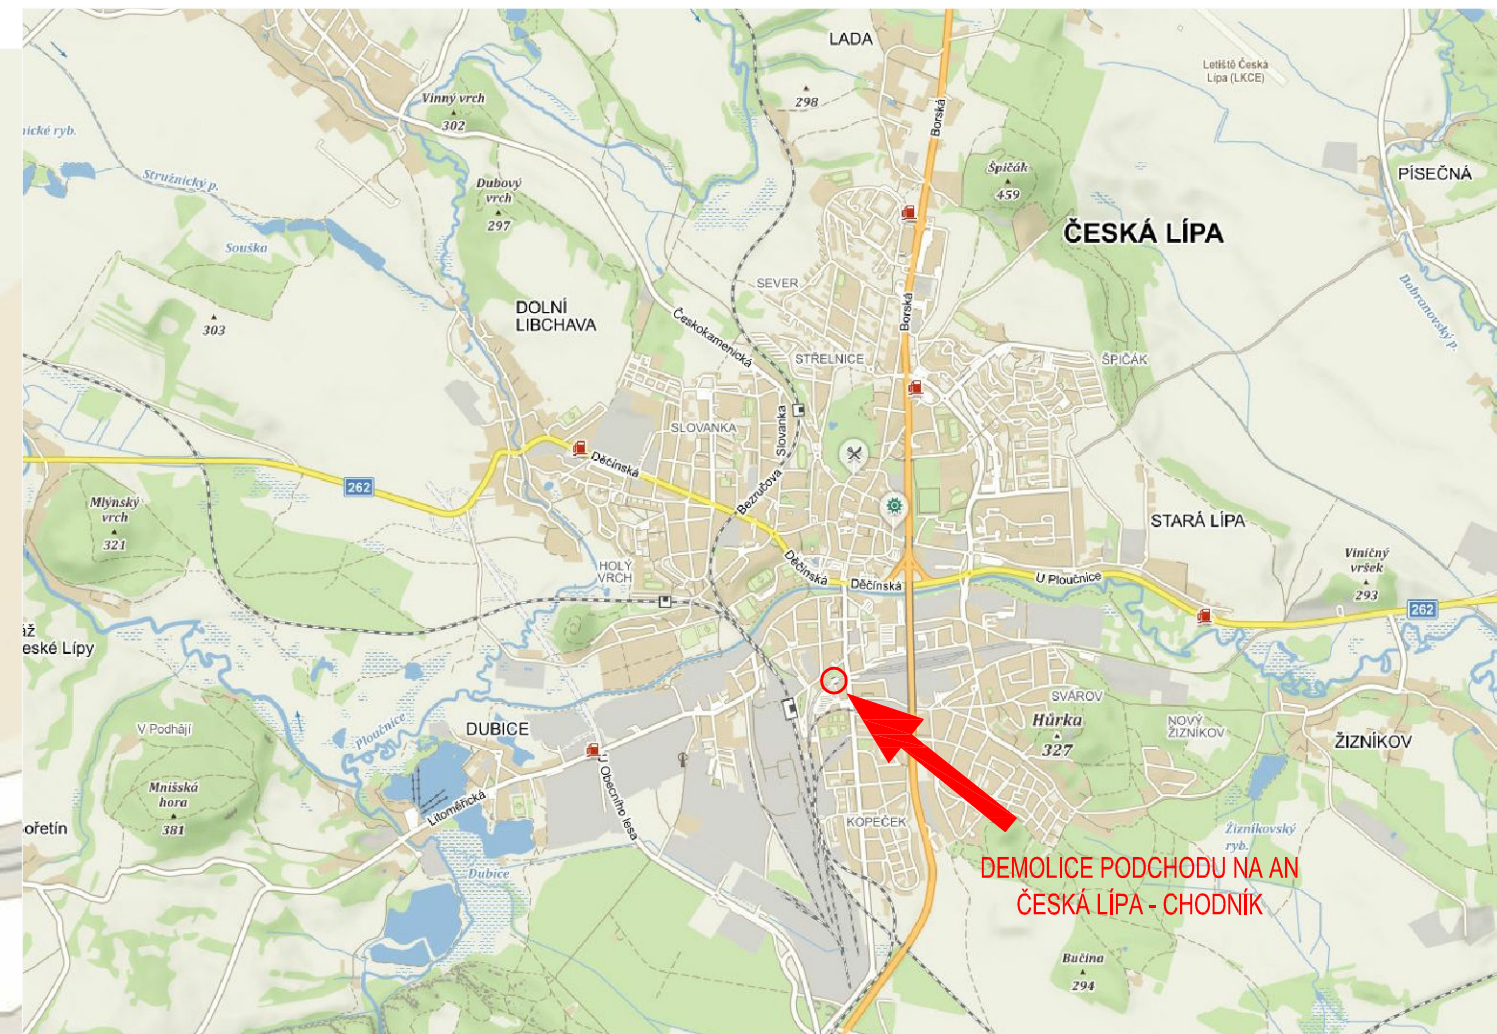 LADA
Letiště Česká
Lípa (LKCE)
Vinný vrch
302
298
Borská
ické ryb.
Stružnický p.
Dubový
vrch
297
Špičák
459
PÍSEČNÁ
ČESKÁ LÍPA
Souška
SEVER
DOLNÍ
LIBCHAVA
303
Českokamenická
Borská
Dobranovský p.
STŘELNICE
ŠPIČÁK
SLOVANKA
Slovanka
Děčínská
262
Bezručova
Mlýnský
vrch
321
STARÁ LÍPA
HOLÝ
VRCH
Děčínská
Děčínská
U Ploučnice
Viničný
vršek
293
262
áž
eské Lípy
SVÁROV
Hůrka
327
NOVÝ
ŽIZNÍKOV
ŽIZNÍKOV
V Podhájí
Ploučnice
DUBICE
Mnišská
hora
381
ořetín
Litoměřická
U Obecního lesa
KOPEČEK
Žizníkovský
ryb.
Dubice
DEMOLICE PODCHODU NA AN
ČESKÁ LÍPA - CHODNÍK
Bučina
294